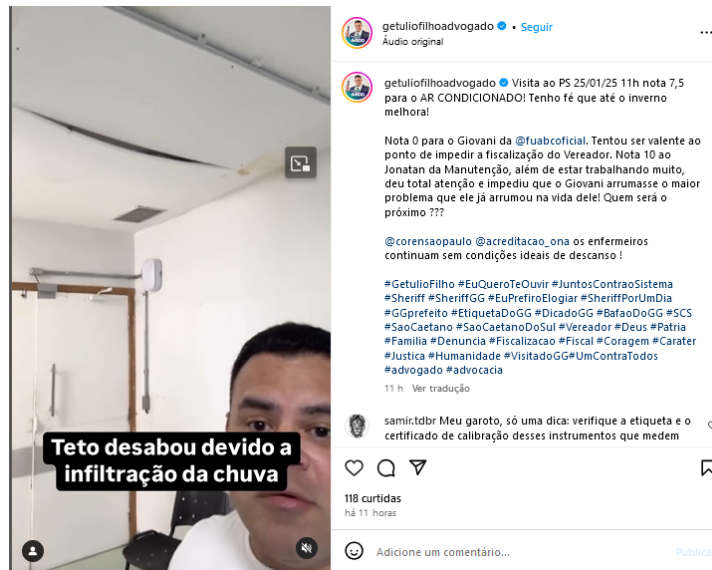 getuliofilhoadvogado • Seguir
Áudio original
getuliofilhoadvogado Visita ao PS 25/01/25 11h nota 7,5
para o AR CONDICIONADO! Tenho fé que até o inverno
melhora!
Nota 0 para o Giovani da @fuabcoficial. Tentou ser valente ao
ponto de impedir a fiscalização do Vereador. Nota 10 ao
Jonatan da Manutenção, além de estar trabalhando muito,
deu total atenção e impediu que o Giovani arrumasse o maior
problema que ele já arrumou na vida dele! Quem será o
próximo ???
@corensaopaulo @acreditacao_ona os enfermeiros
continuam sem condições ideais de descanso !
#GetulioFilho #EuQueroTeOuvir #JuntosContraoSistema
#Sheriff #SheriffGG #EuPrefiroElogiar #SheriffPorUmDia
#GGprefeito #EtiquetaDoGG #DicadoGG #BafaoDoGG #SCS
#SaoCaetano #SaoCaetanoDoSul #Vereador #Deus #Patria
#Familia #Denuncia #Fiscalizacao #Fiscal #Coragem #Carater
#Justica #Humanidade #VisitadoGG#UmContraTodos
#advogado #advocacia
11 h Ver tradução
samir.tdbr Meu garoto, só uma dica: verifique a etiqueta e o
certificado de calibração desses instrumentos que medem
Teto desabou devido a
infiltração da chuva
118 curtidas
há 11 horas
Adicione um comentário...
Publica